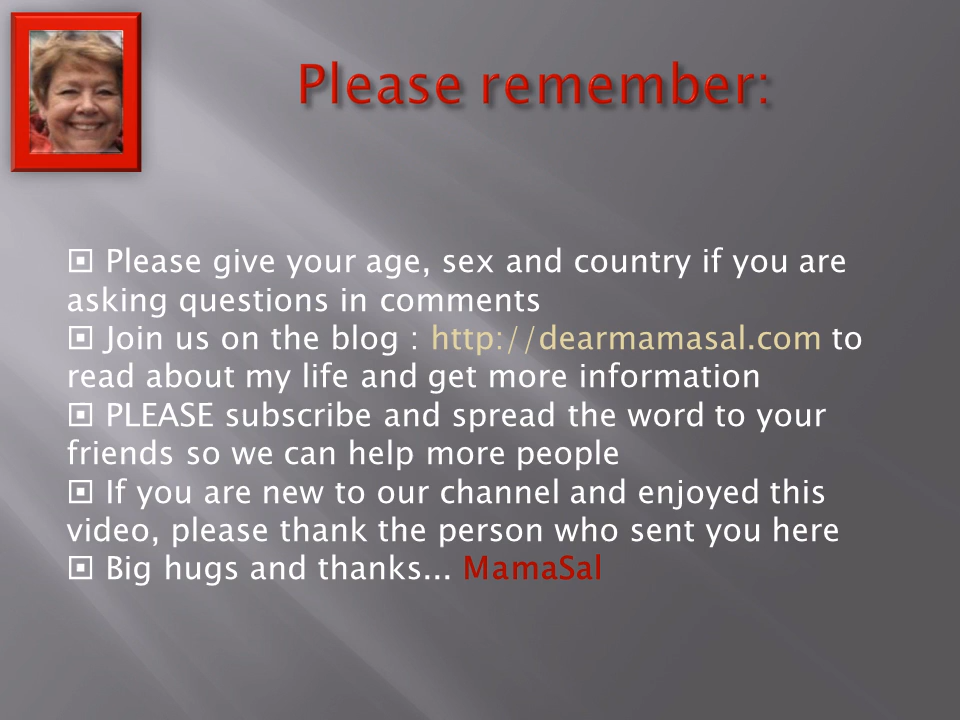 Please remember:
Please give your age, sex and country if you are
asking questions in comments
Join us on the blog : http://dearmamasal.com to
read about my life and get more information
PLEASE subscribe and spread the word to your
friends so we can help more people
If you are new to our channel and enjoyed this
video, please thank the person who sent you here
Big hugs and thanks... MamaSal